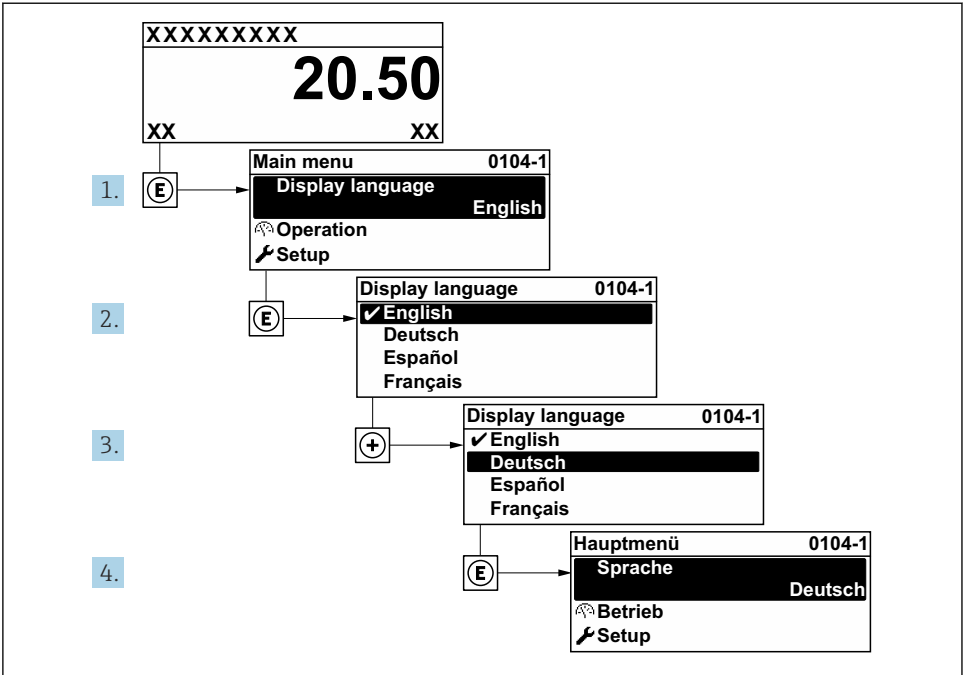 XXXXXXXXX
20.50
XX XX
1. E
Main menu 0104-1
Display language
English
Operation
Setup
2. E
Display language 0104-1
✔English
Deutsch
Español
Français
3. +
Display language 0104-1
✔English
Deutsch
Español
Français
4. E
Hauptmenü 0104-1
Sprache
Deutsch
Betrieb
Setup